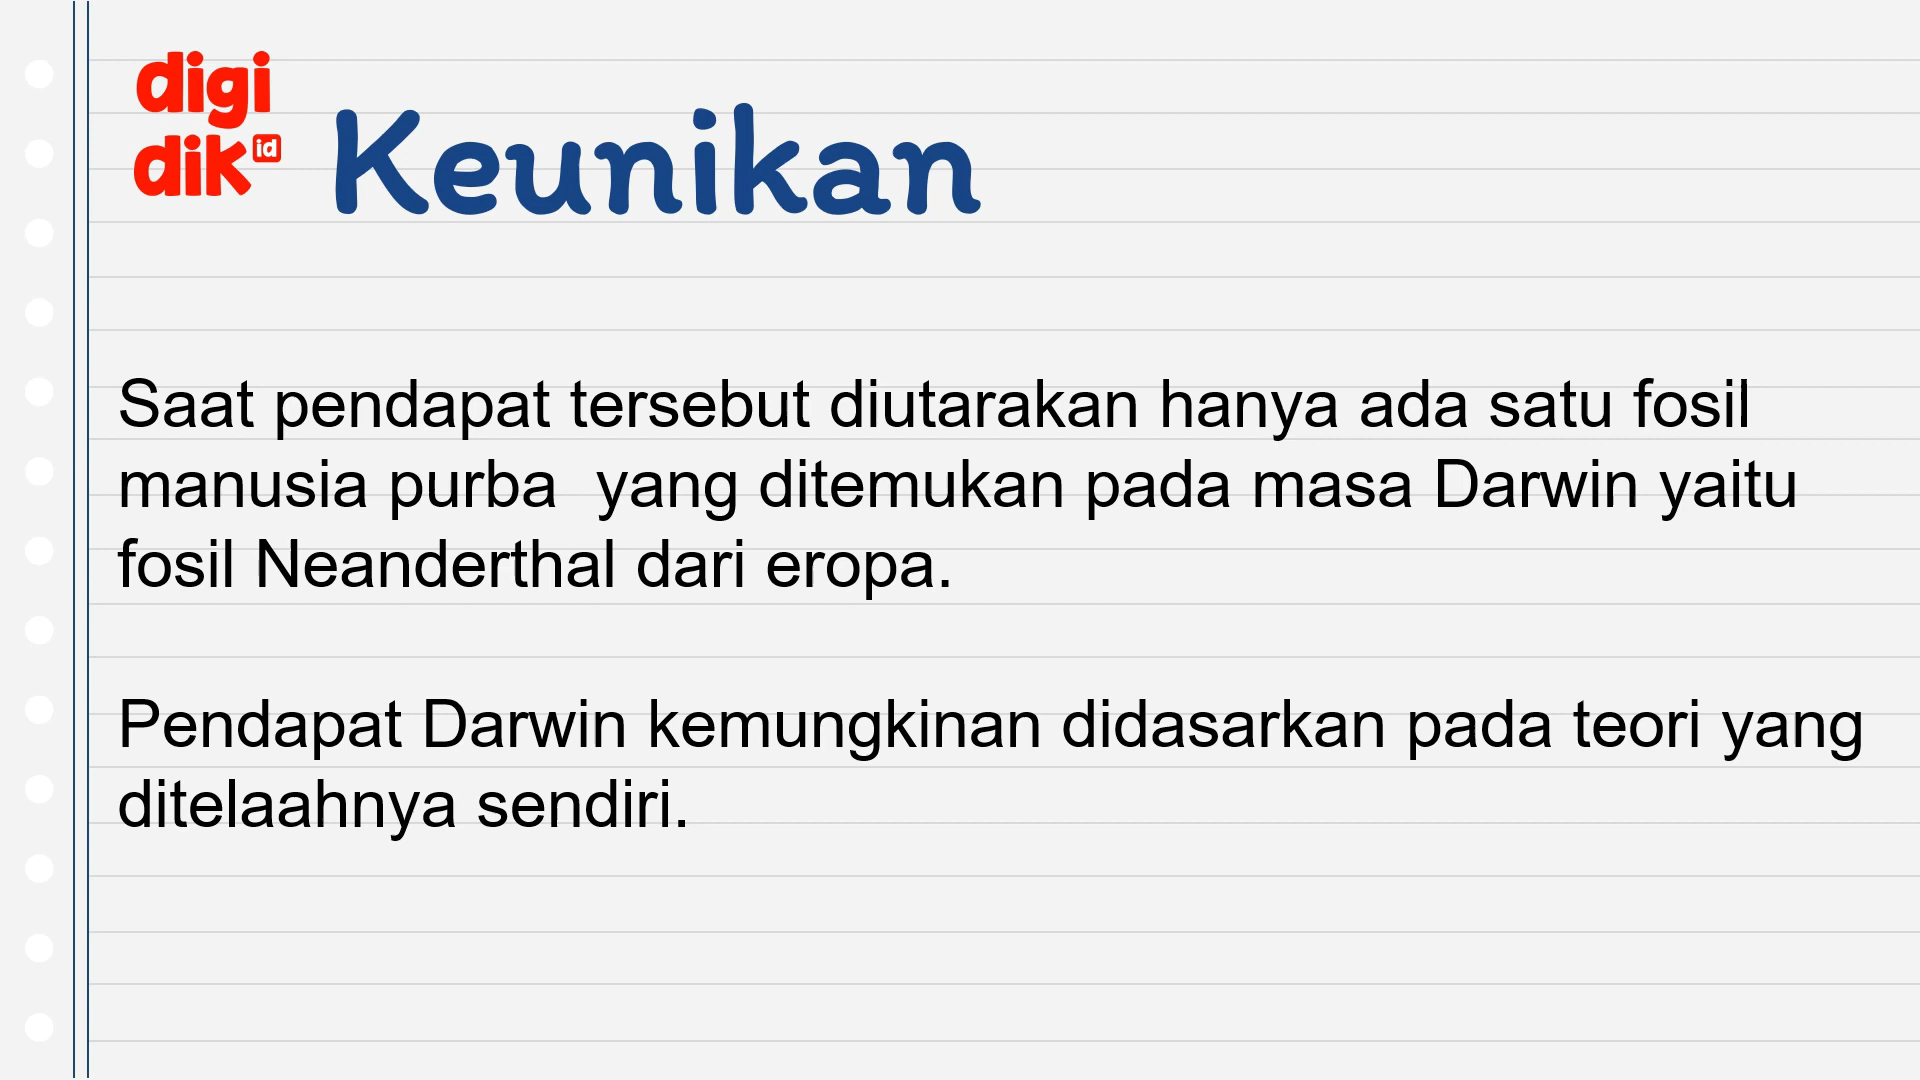 digi
dik id
Keunikan
Saat pendapat tersebut diutarakan hanya ada satu fosil
manusia purba  yang ditemukan pada masa Darwin yaitu
fosil Neanderthal dari eropa.
Pendapat Darwin kemungkinan didasarkan pada teori yang
ditelaahnya sendiri.